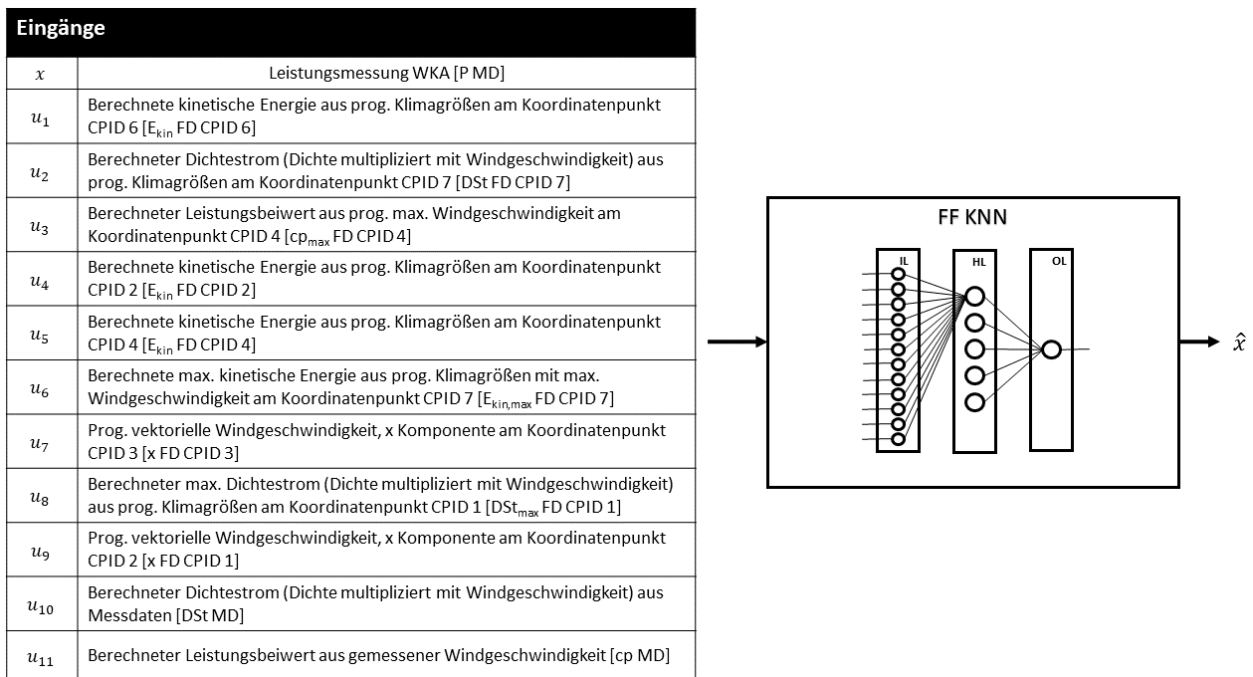 Eingänge
x Leistungsmessung WKA [P MD]
u₁ Berechnete kinetische Energie aus prog. Klimagrößen am Koordinatenpunkt
CPID 6 [Eₖᵢₙ FD CPID 6]
u₂ Berechneter Dichtestrom (Dichte multipliziert mit Windgeschwindigkeit) aus
prog. Klimagrößen am Koordinatenpunkt CPID 7 [DSt FD CPID 7]
u₃ Berechneter Leistungsbeiwert aus prog. max. Windgeschwindigkeit am
Koordinatenpunkt CPID 4 [cpₘₐₓ FD CPID 4]
u₄ Berechnete kinetische Energie aus prog. Klimagrößen am Koordinatenpunkt
CPID 2 [Eₖᵢₙ FD CPID 2]
u₅ Berechnete kinetische Energie aus prog. Klimagrößen am Koordinatenpunkt
CPID 4 [Eₖᵢₙ FD CPID 4]
u₆ Berechnete max. kinetische Energie aus prog. Klimagrößen mit max.
Windgeschwindigkeit am Koordinatenpunkt CPID 7 [Eₖᵢₙ,ₘₐₓ FD CPID 7]
u₇ Prog. vektorielle Windgeschwindigkeit, x Komponente am Koordinatenpunkt
CPID 3 [x FD CPID 3]
u₈ Berechneter max. Dichtestrom (Dichte multipliziert mit Windgeschwindigkeit)
aus prog. Klimagrößen am Koordinatenpunkt CPID 1 [DStₘₐₓ FD CPID 1]
u₉ Prog. vektorielle Windgeschwindigkeit, x Komponente am Koordinatenpunkt
CPID 2 [x FD CPID 1]
u₁₀ Berechneter Dichtestrom (Dichte multipliziert mit Windgeschwindigkeit) aus
Messdaten [DSt MD]
u₁₁ Berechneter Leistungsbeiwert aus gemessener Windgeschwindigkeit [cp MD]
FF KNN
IL HL OL
x̂